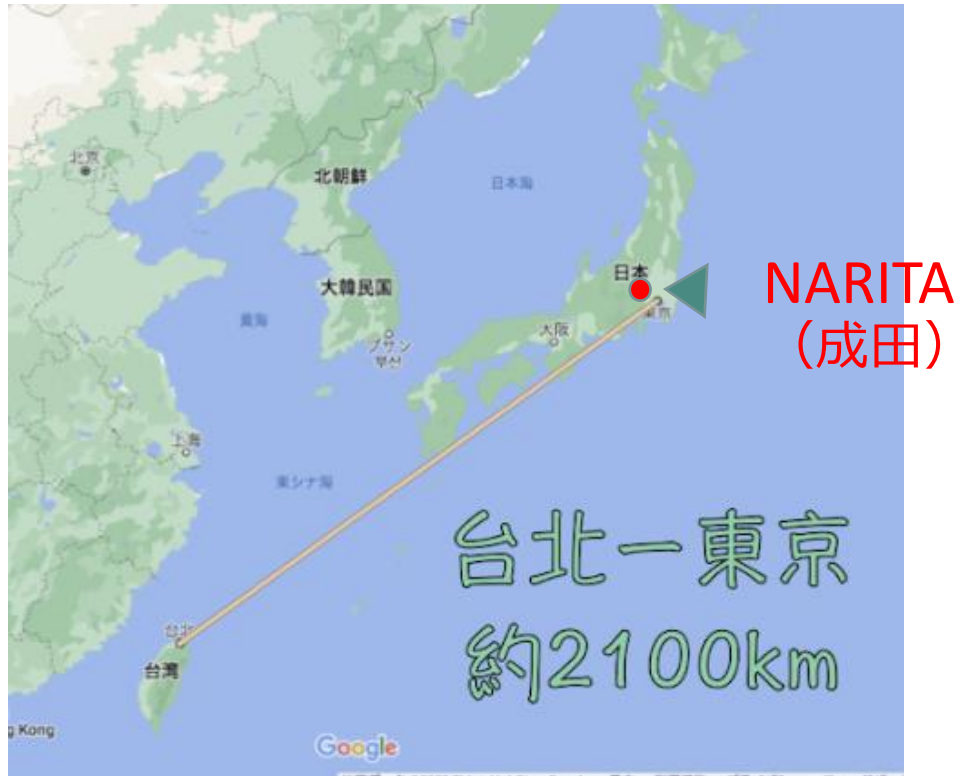 北京
北朝鮮
日本海
日本
NARITA
（成田）
大韓民国
東京
黄海
大阪
プサン
부산
上海
東シナ海
台北ー東京
約2100km
台北
台湾
g Kong
Google